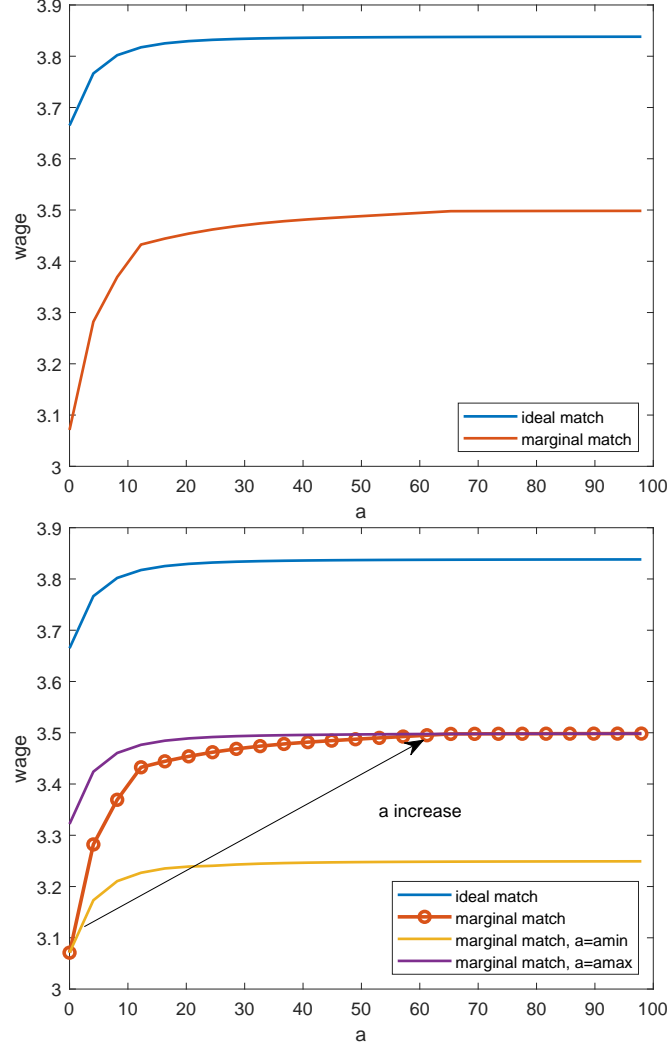 3.9
3.8
3.7
3.6
3.5
3.4
3.3
3.2
3.1
3
wage
0 10 20 30 40 50 60 70 80 90 100
a
ideal match
marginal match
3.9
3.8
3.7
3.6
3.5
3.4
3.3
3.2
3.1
3
wage
a increase
0 10 20 30 40 50 60 70 80 90 100
a
ideal match
marginal match
marginal match, a=amin
marginal match, a=amax